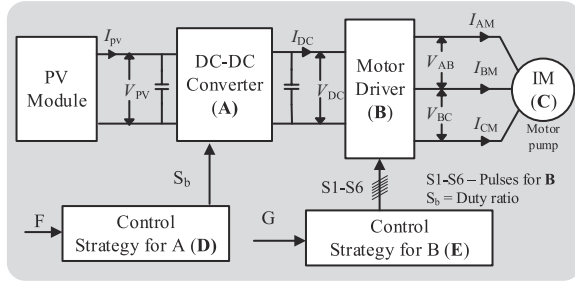 I_pv
I_DC
I_AM
PV
Module
V_PV
DC-DC
Converter
(A)
V_DC
Motor
Driver
(B)
V_AB
I_BM
V_BC
I_CM
IM
(C)
Motor
pump
S_b
S1-S6
S1-S6 – Pulses for B
S_b = Duty ratio
F
Control
Strategy for A (D)
G
Control
Strategy for B (E)